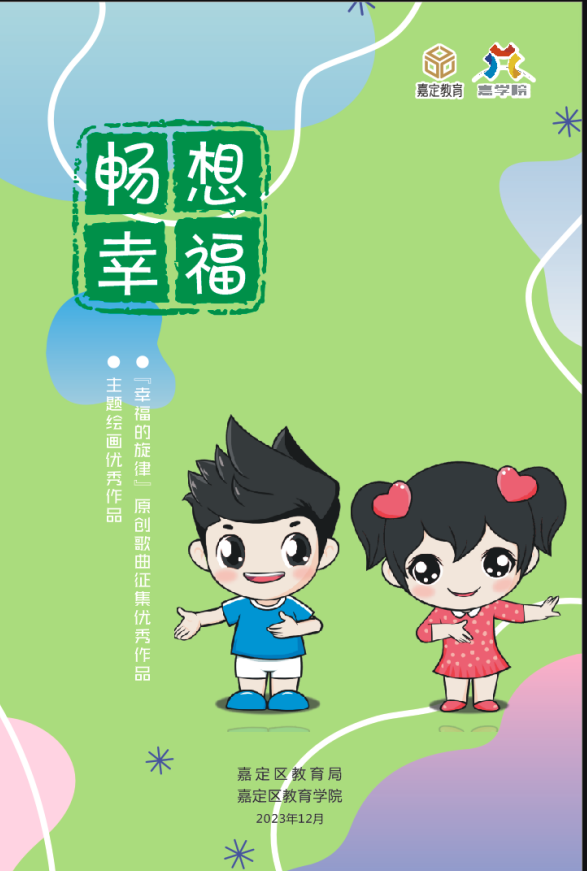 嘉定教育
嘉学院
畅想
幸福
●『幸福的旋律』原创歌曲征集优秀作品
●主题绘画优秀作品
嘉定区教育局
嘉定区教育学院
2023年12月